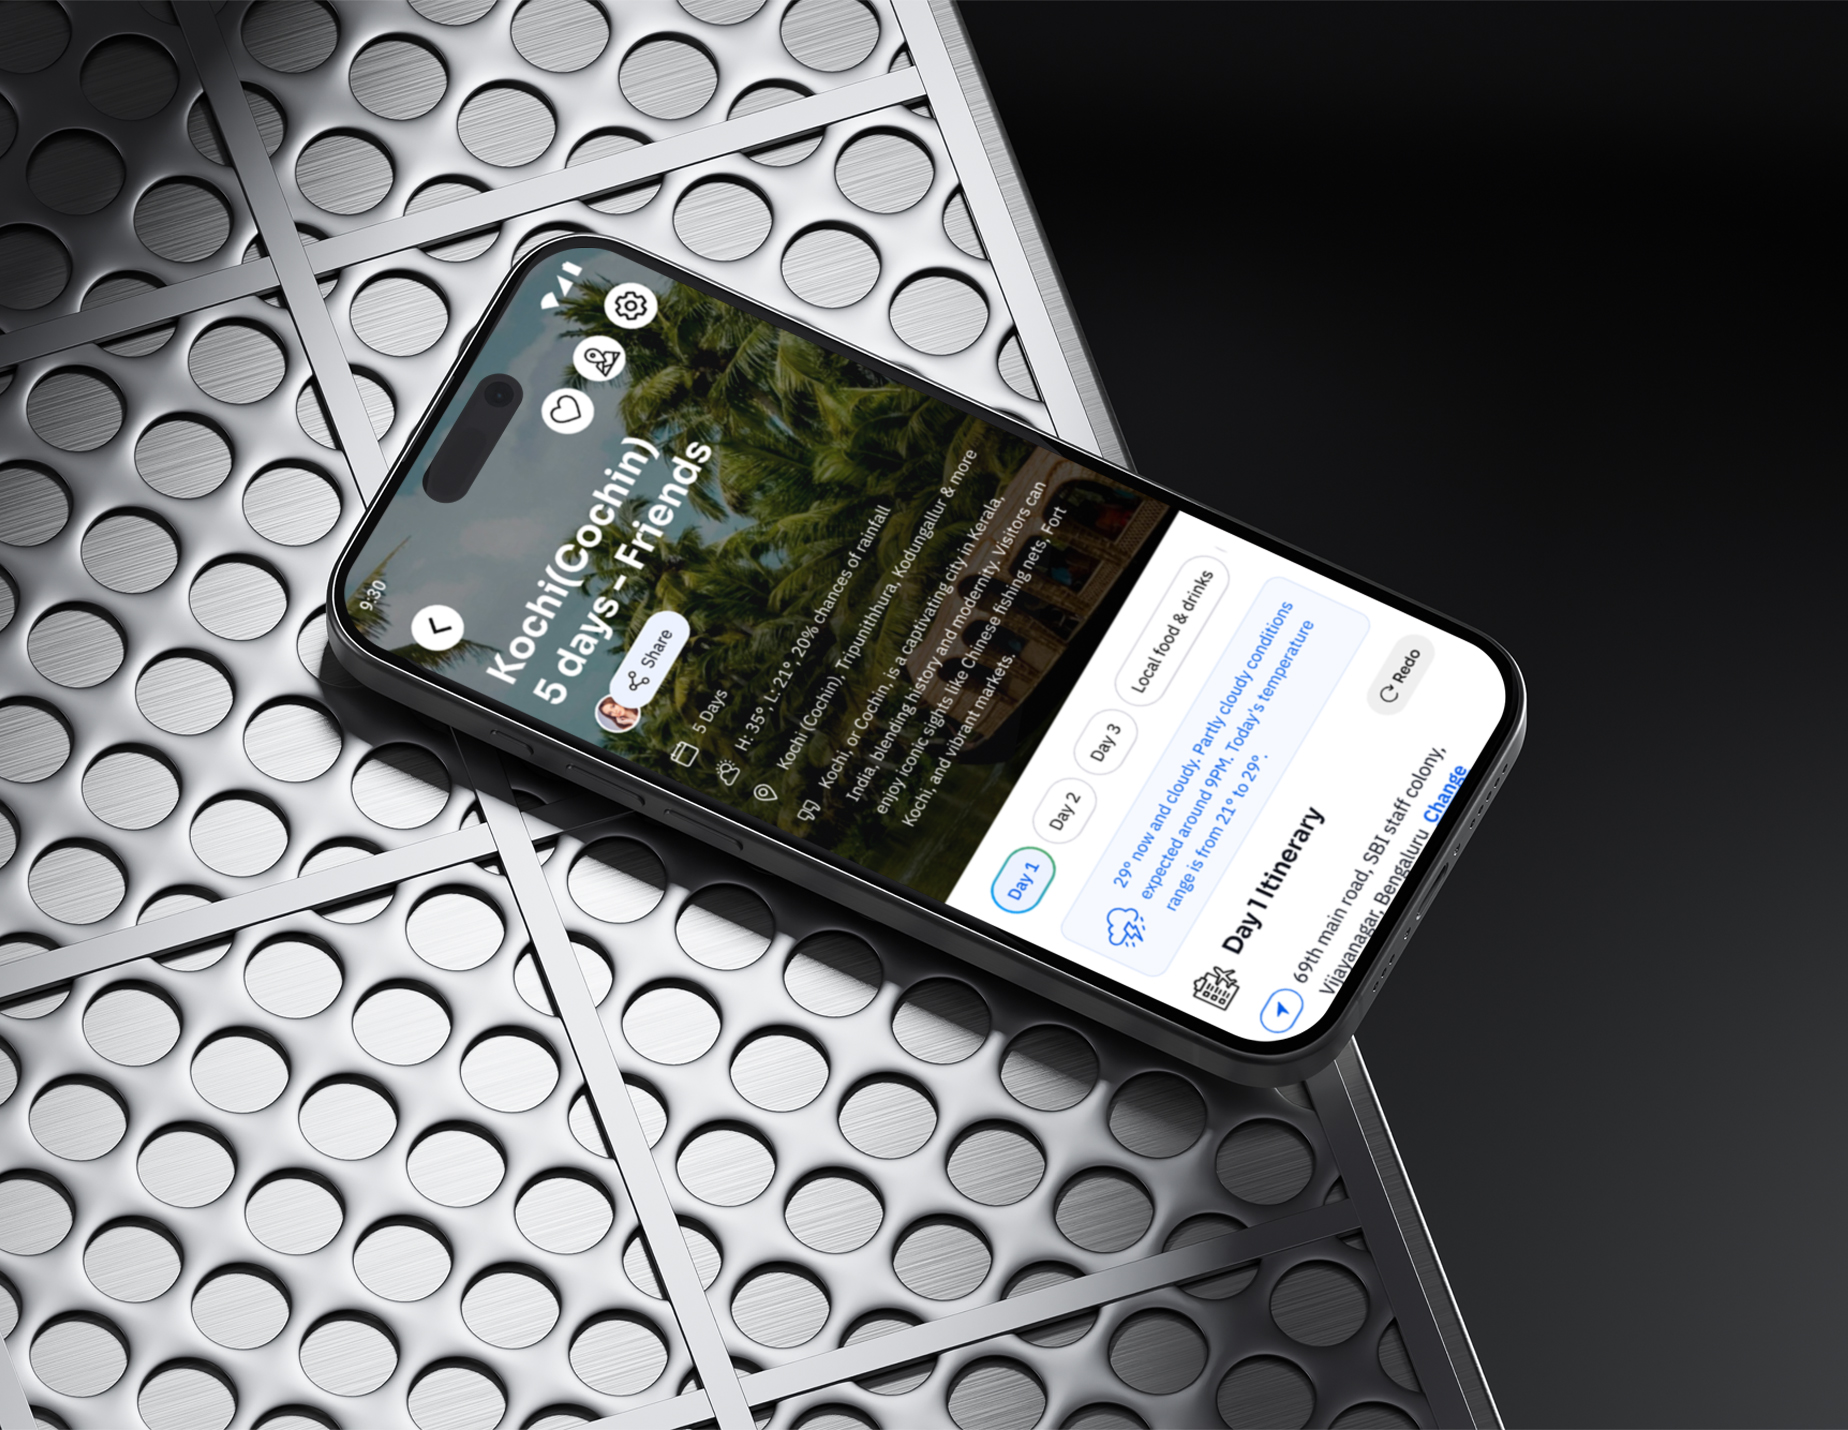 9:30
Kochi(Cochin)
5 days - Friends
Share
5 Days
H: 35° L: 21°, 20% chances of rainfall
Kochi(Cochin), Tripunithhura, Kodungallur & more
Kochi, or Cochin, is a captivating city in Kerala,
India, blending history and modernity. Visitors can
enjoy iconic sights like Chinese fishing nets, Fort
Kochi, and vibrant markets.
Day 1
Day 2
Day 3
Local food & drinks
29° now and cloudy. Partly cloudy conditions
expected around 9PM. Today's temperature
range is from 21° to 29°.
Day 1 Itinerary
Redo
69th main road, SBI staff colony,
Vijayanagar, Bengaluru Change